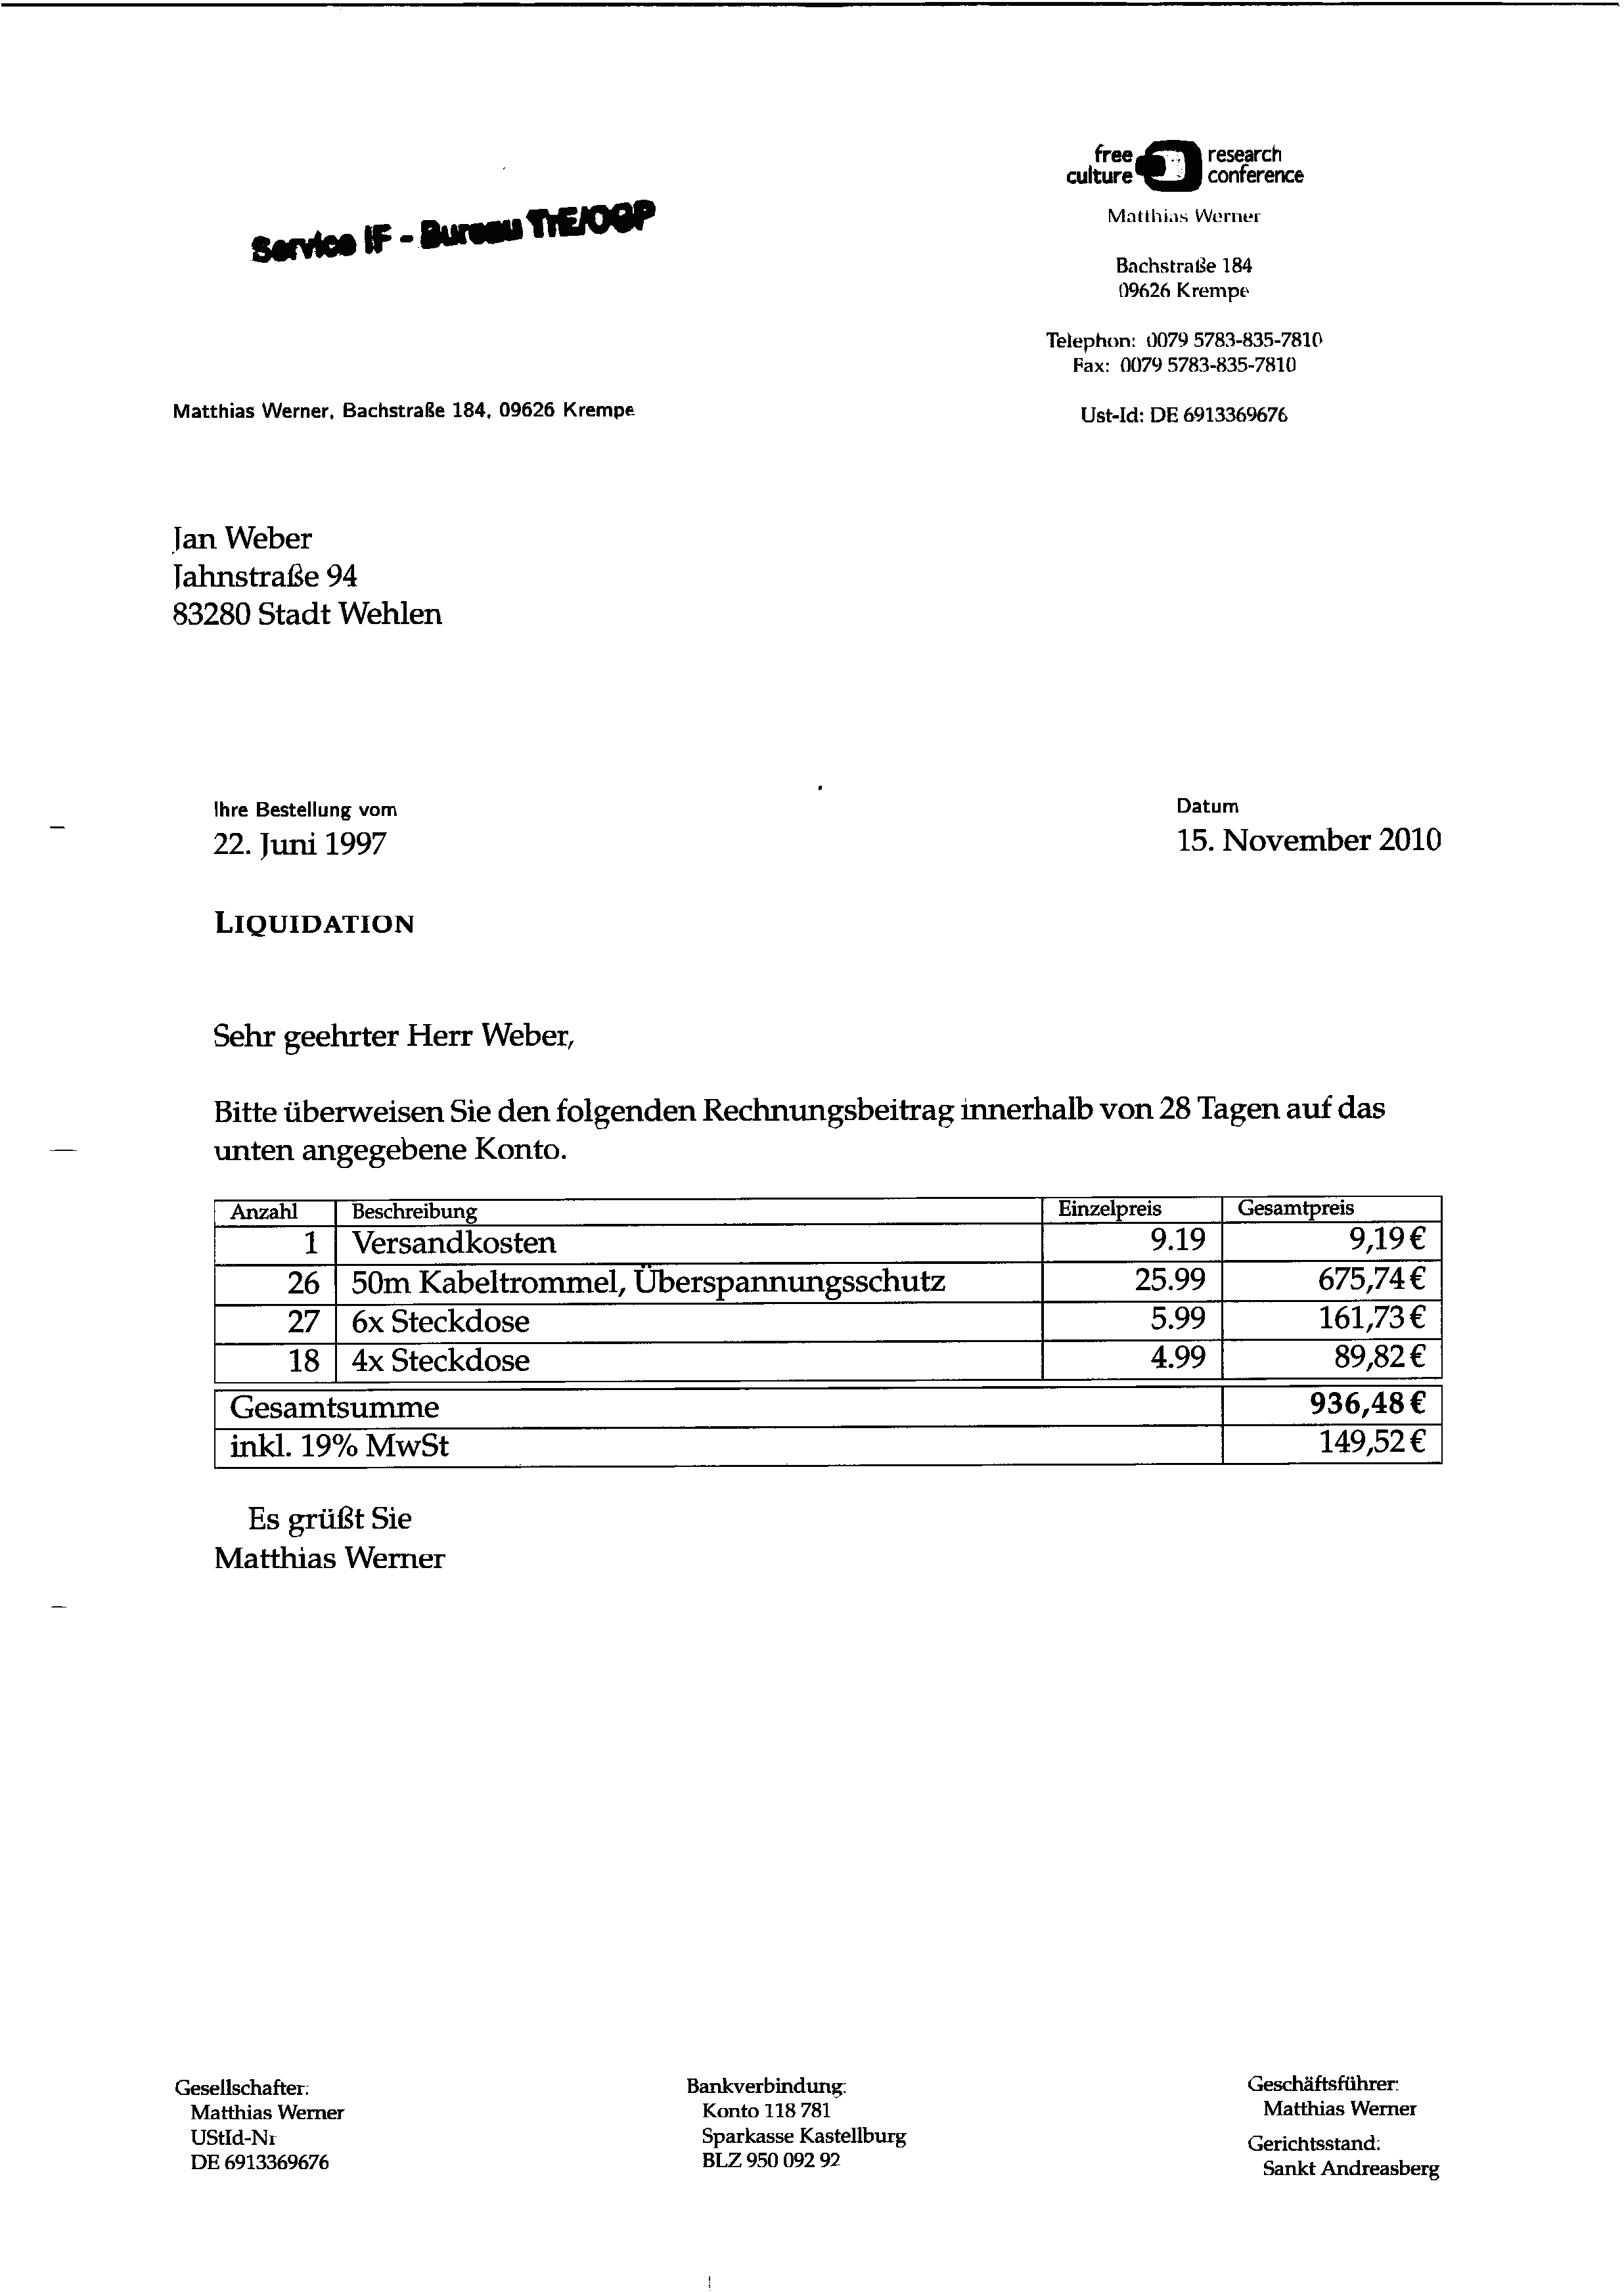 free research
culture conference
Matthias Werner
Service IF - Bureau TrE/OGP
Bachstraße 184
09626 Krempe
Telephon: 0079 5783-835-7810
Fax: 0079 5783-835-7810
Matthias Werner, Bachstraße 184, 09626 Krempe
Ust-Id: DE 6913369676
Jan Weber
Jahnstraße 94
83280 Stadt Wehlen
Ihre Bestellung vom Datum
22. Juni 1997 15. November 2010
LIQUIDATION
Sehr geehrter Herr Weber,
Bitte überweisen Sie den folgenden Rechnungsbeitrag innerhalb von 28 Tagen auf das
unten angegebene Konto.
Anzahl Beschreibung Einzelpreis Gesamtpreis
1 Versandkosten 9.19 9,19 €
26 50m Kabeltrommel, Überspannungsschutz 25.99 675,74 €
27 6x Steckdose 5.99 161,73 €
18 4x Steckdose 4.99 89,82 €
Gesamtsumme 936,48 €
inkl. 19% MwSt 149,52 €
Es grüßt Sie
Matthias Werner
Gesellschafter:
Matthias Werner
UStId-Nr
DE 6913369676
Bankverbindung:
Konto 118 781
Sparkasse Kastellburg
BLZ 950 092 92
Geschäftsführer:
Matthias Werner
Gerichtsstand:
Sankt Andreasberg